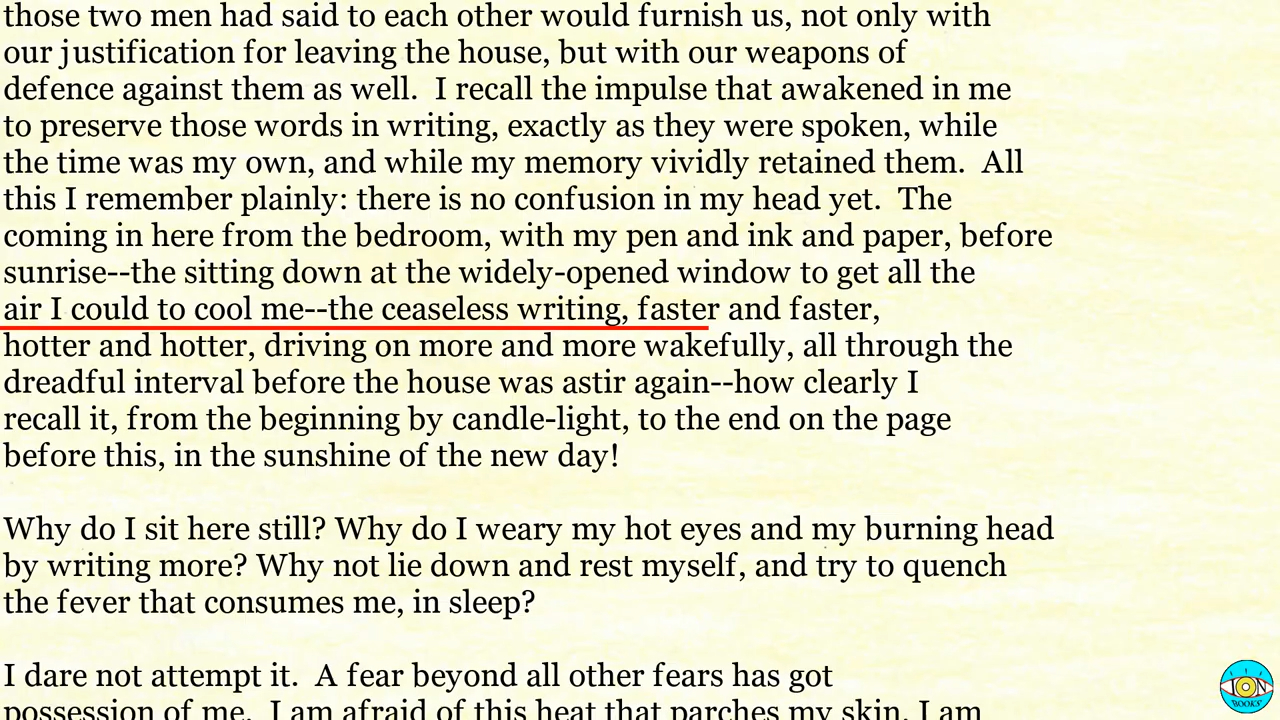 those two men had said to each other would furnish us, not only with
our justification for leaving the house, but with our weapons of
defence against them as well.  I recall the impulse that awakened in me
to preserve those words in writing, exactly as they were spoken, while
the time was my own, and while my memory vividly retained them.  All
this I remember plainly: there is no confusion in my head yet.  The
coming in here from the bedroom, with my pen and ink and paper, before
sunrise--the sitting down at the widely-opened window to get all the
air I could to cool me--the ceaseless writing, faster and faster,
hotter and hotter, driving on more and more wakefully, all through the
dreadful interval before the house was astir again--how clearly I
recall it, from the beginning by candle-light, to the end on the page
before this, in the sunshine of the new day!
Why do I sit here still? Why do I weary my hot eyes and my burning head
by writing more? Why not lie down and rest myself, and try to quench
the fever that consumes me, in sleep?
I dare not attempt it.  A fear beyond all other fears has got
possession of me.  I am afraid of this heat that parches my skin. I am
ION
BOOKS